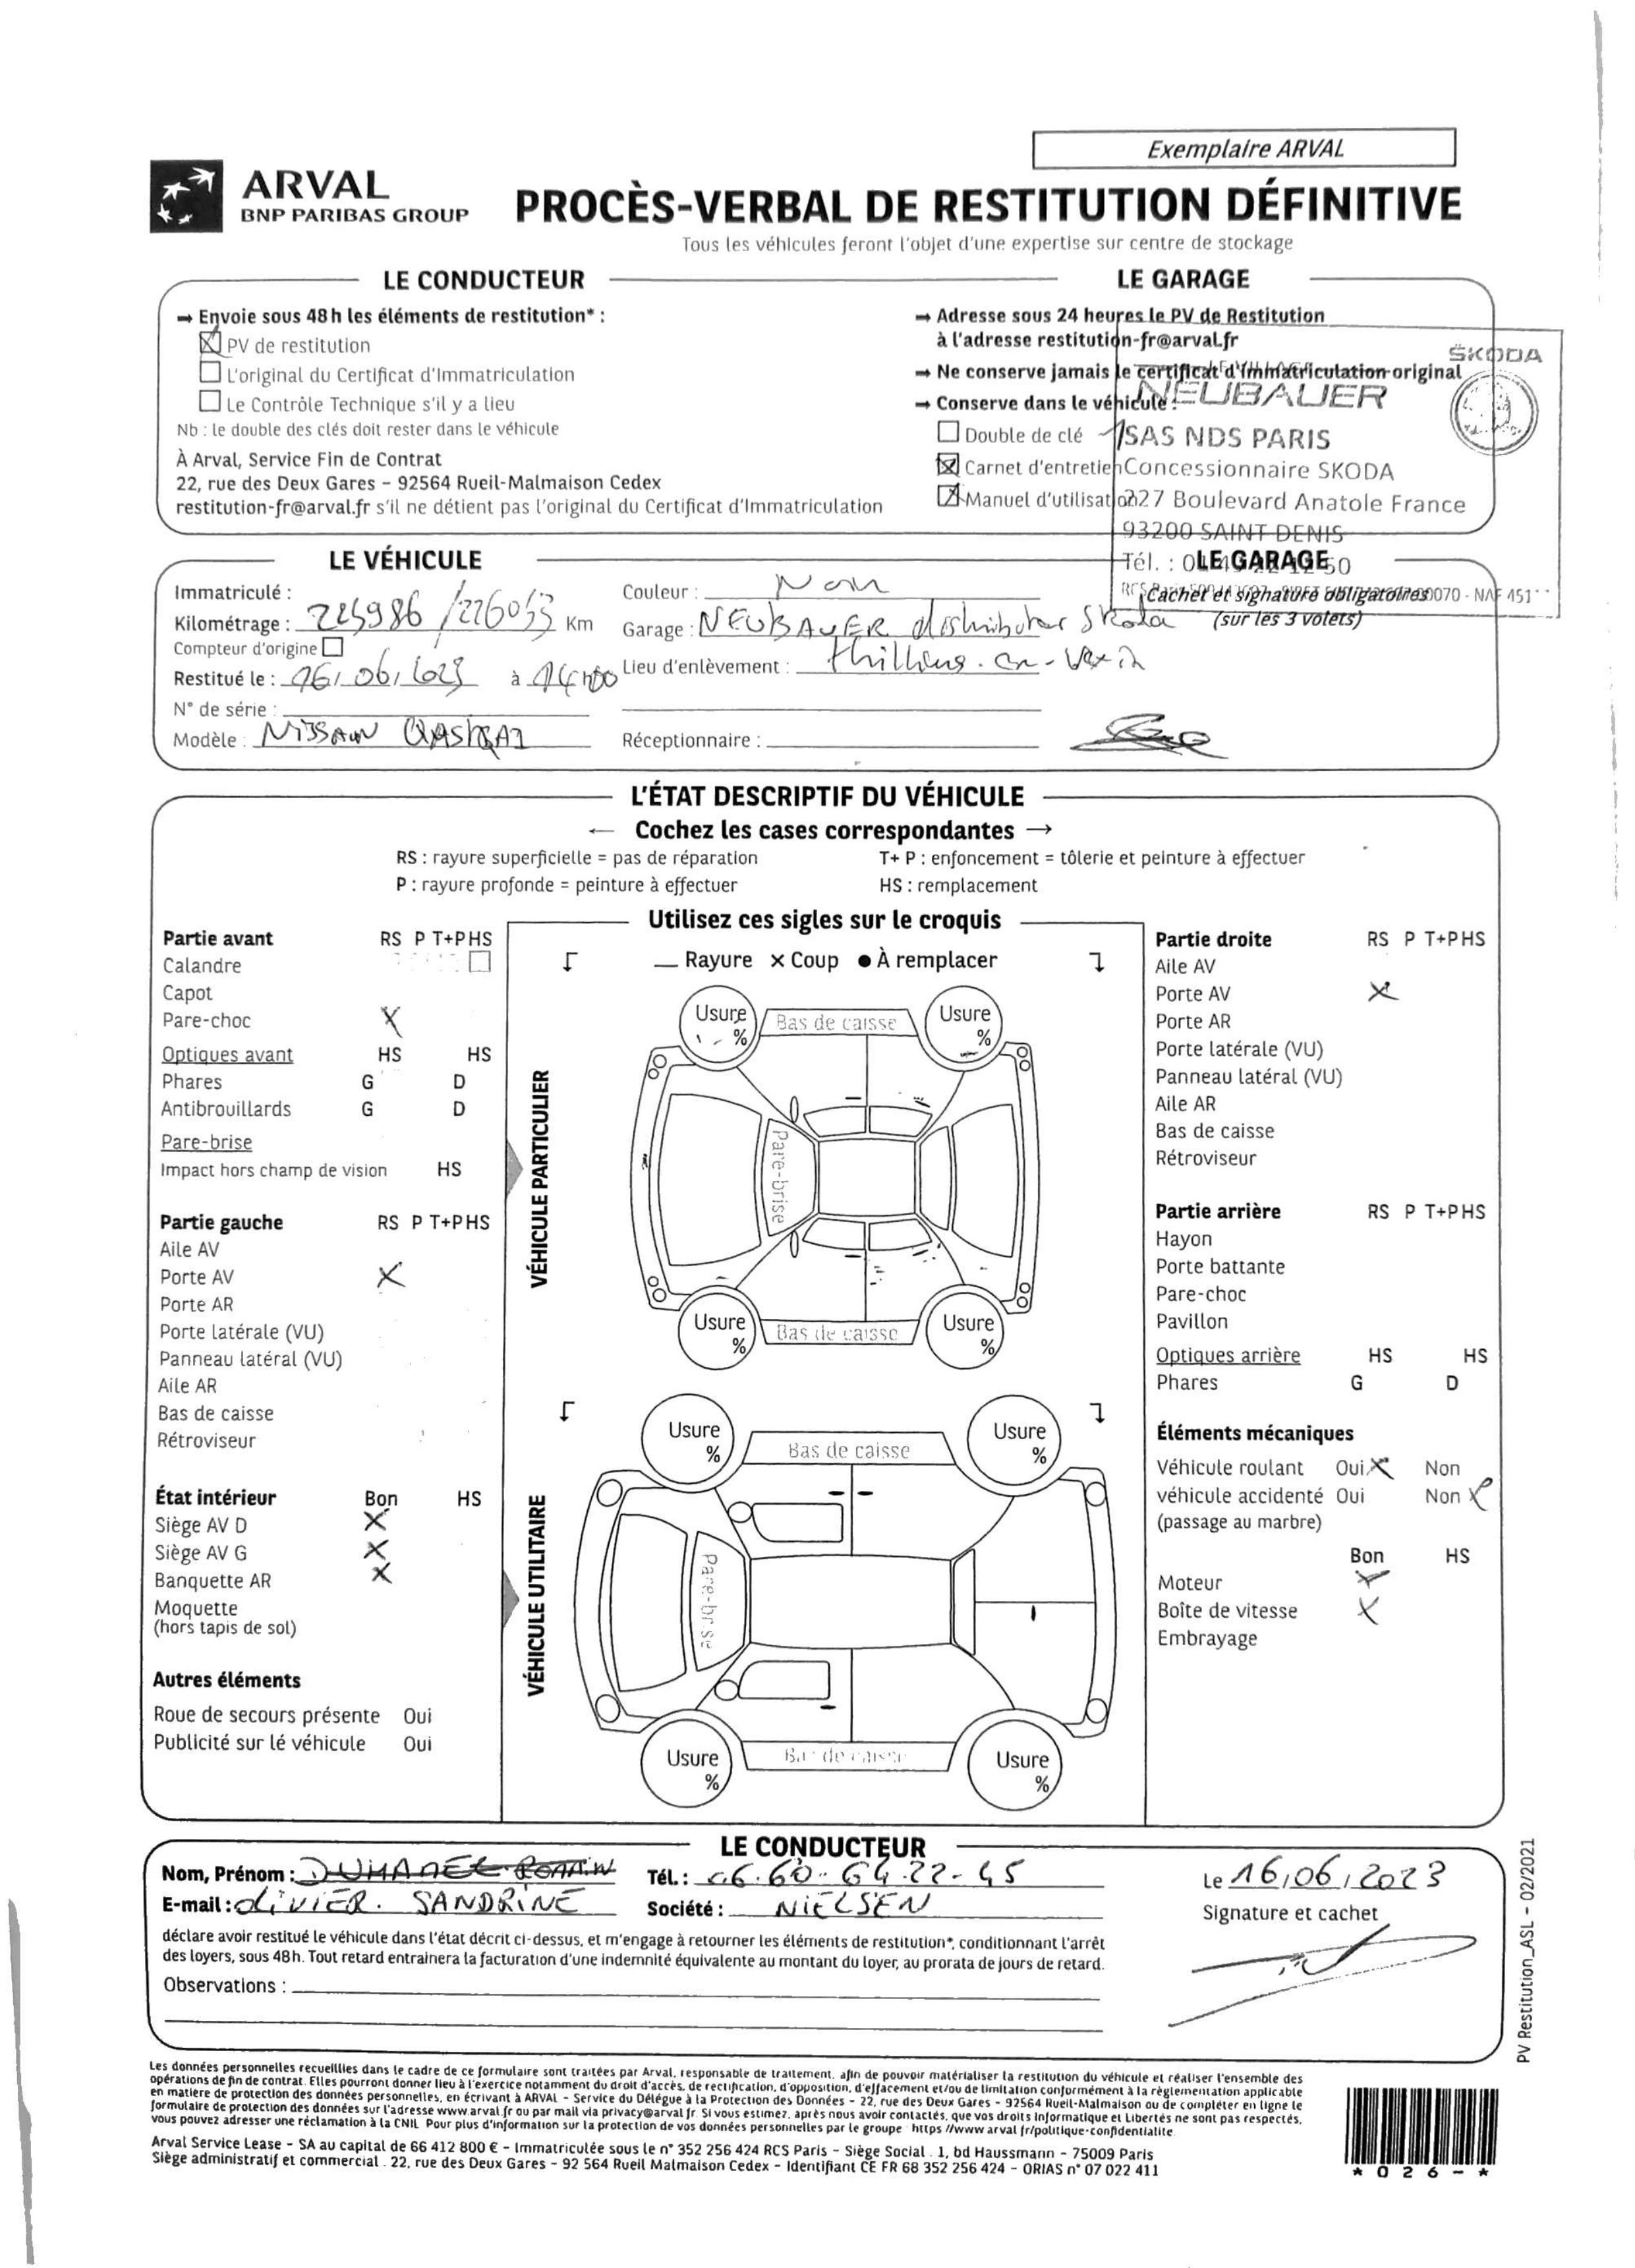 Exemplaire ARVAL
ARVAL
BNP PARIBAS GROUP
PROCÈS-VERBAL DE RESTITUTION DÉFINITIVE
Tous les véhicules feront l'objet d'une expertise sur centre de stockage
LE CONDUCTEUR
→ Envoie sous 48h les éléments de restitution* :
PV de restitution
L'original du Certificat d'Immatriculation
Le Contrôle Technique s'il y a lieu
Nb : le double des clés doit rester dans le véhicule
À Arval, Service Fin de Contrat
22, rue des Deux Gares – 92564 Rueil-Malmaison Cedex
restitution-fr@arval.fr s'il ne détient pas l'original du Certificat d'Immatriculation
LE GARAGE
→ Adresse sous 24 heures le PV de Restitution
à l'adresse restitution-fr@arval.fr
→ Ne conserve jamais le certificat d'Immatriculation original
→ Conserve dans le véhicule :
Double de clé
Carnet d'entretien
Manuel d'utilisation
ŠKODA
NEUBAUER
SAS NDS PARIS
Concessionnaire SKODA
227 Boulevard Anatole France
93200 SAINT DENIS
Tél. :
LE VÉHICULE
Immatriculé :
Kilométrage : 225986 /226053 Km
Compteur d'origine
Restitué le : 16/06/2023 à 14h00
N° de série :
Modèle : NISSAN QASHQAI
Couleur : Noir
Garage : NEUBAUER distributeur Skoda
Lieu d'enlèvement : thilliers-en-Vexin
Réceptionnaire :
LE GARAGE
Cachet et signature obligatoires
(sur les 3 volets)
L'ÉTAT DESCRIPTIF DU VÉHICULE
← Cochez les cases correspondantes →
RS : rayure superficielle = pas de réparation
P : rayure profonde = peinture à effectuer
T+ P : enfoncement = tôlerie et peinture à effectuer
HS : remplacement
Partie avant RS P T+P HS
Calandre
Capot
Pare-choc X
Optiques avant HS HS
Phares G D
Antibrouillards G D
Pare-brise
Impact hors champ de vision HS
Partie gauche RS P T+P HS
Aile AV
Porte AV X
Porte AR
Porte latérale (VU)
Panneau latéral (VU)
Aile AR
Bas de caisse
Rétroviseur
État intérieur Bon HS
Siège AV D X
Siège AV G X
Banquette AR X
Moquette
(hors tapis de sol)
Autres éléments
Roue de secours présente Oui
Publicité sur lé véhicule Oui
Utilisez ces sigles sur le croquis
— Rayure × Coup ● À remplacer
VÉHICULE PARTICULIER
Usure %
Bas de caisse
Usure %
Pare-brise
Usure %
Bas de caisse
Usure %
VÉHICULE UTILITAIRE
Usure %
Bas de caisse
Usure %
Pare-brise
Usure %
Bas de caisse
Usure %
Partie droite RS P T+P HS
Aile AV
Porte AV X
Porte AR
Porte latérale (VU)
Panneau latéral (VU)
Aile AR
Bas de caisse
Rétroviseur
Partie arrière RS P T+P HS
Hayon
Porte battante
Pare-choc
Pavillon
Optiques arrière HS HS
Phares G D
Éléments mécaniques
Véhicule roulant Oui X Non
véhicule accidenté Oui Non X
(passage au marbre)
Bon HS
Moteur X
Boîte de vitesse X
Embrayage
LE CONDUCTEUR
Nom, Prénom : DUHAMEL ROMAIN
E-mail : OLIVIER. SANDRINE
Tél. : 06.60.64.22-45
Société : NIELSEN
Le 16/06/2023
Signature et cachet
déclare avoir restitué le véhicule dans l'état décrit ci-dessus, et m'engage à retourner les éléments de restitution*, conditionnant l'arrêt
des loyers, sous 48h. Tout retard entrainera la facturation d'une indemnité équivalente au montant du loyer, au prorata de jours de retard.
Observations :
PV Restitution_ASL – 02/2021
Les données personnelles recueillies dans le cadre de ce formulaire sont traitées par Arval, responsable de traitement, afin de pouvoir matérialiser la restitution du véhicule et réaliser l'ensemble des
opérations de fin de contrat. Elles pourront donner lieu à l'exercice notamment du droit d'accès, de rectification, d'opposition, d'effacement et/ou de limitation conformément à la règlementation applicable
en matière de protection des données personnelles, en écrivant à ARVAL – Service du Délégué à la Protection des Données – 22, rue des Deux Gares – 92564 Rueil-Malmaison ou de compléter en ligne le
formulaire de protection des données sur l'adresse www.arval.fr ou par mail via privacy@arval.fr. Si vous estimez, après nous avoir contactés, que vos droits Informatique et Libertés ne sont pas respectés,
vous pouvez adresser une réclamation à la CNIL. Pour plus d'information sur la protection de vos données personnelles par le groupe : https //www arval fr/politique-confidentialite
Arval Service Lease – SA au capital de 66 412 800 € – Immatriculée sous le n° 352 256 424 RCS Paris – Siège Social . 1, bd Haussmann – 75009 Paris
Siège administratif et commercial . 22, rue des Deux Gares – 92 564 Rueil Malmaison Cedex – Identifiant CE FR 68 352 256 424 – ORIAS n° 07 022 411
* 0 2 6 – *